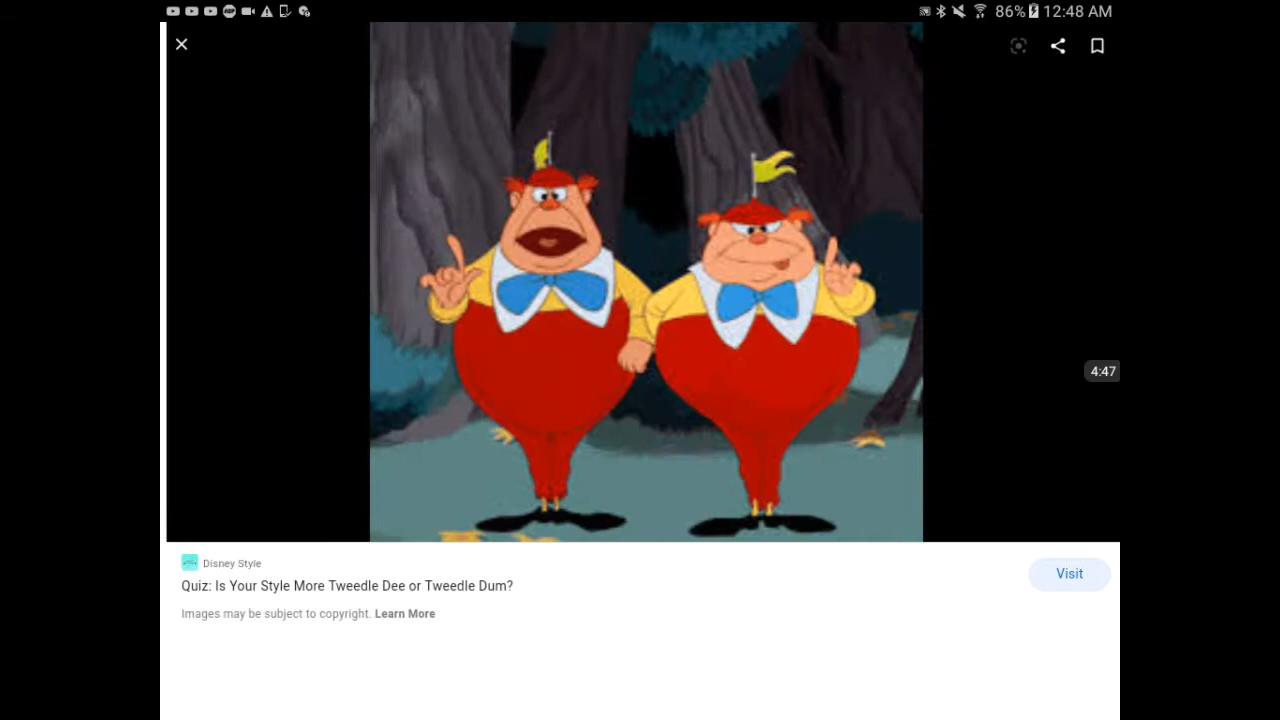 86% 12:48 AM
4:47
Disney Style
Quiz: Is Your Style More Tweedle Dee or Tweedle Dum?
Visit
Images may be subject to copyright. Learn More